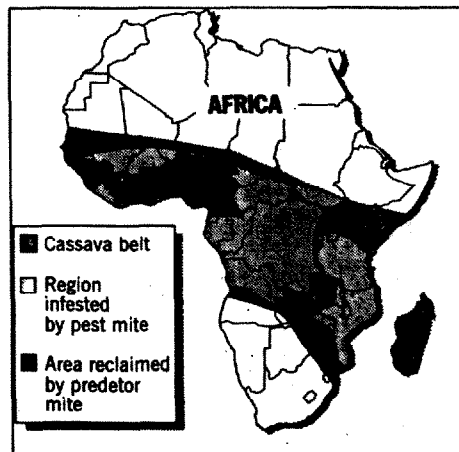 AFRICA
Cassava belt
Region
infested
by pest mite
Area reclaimed
by predetor
mite